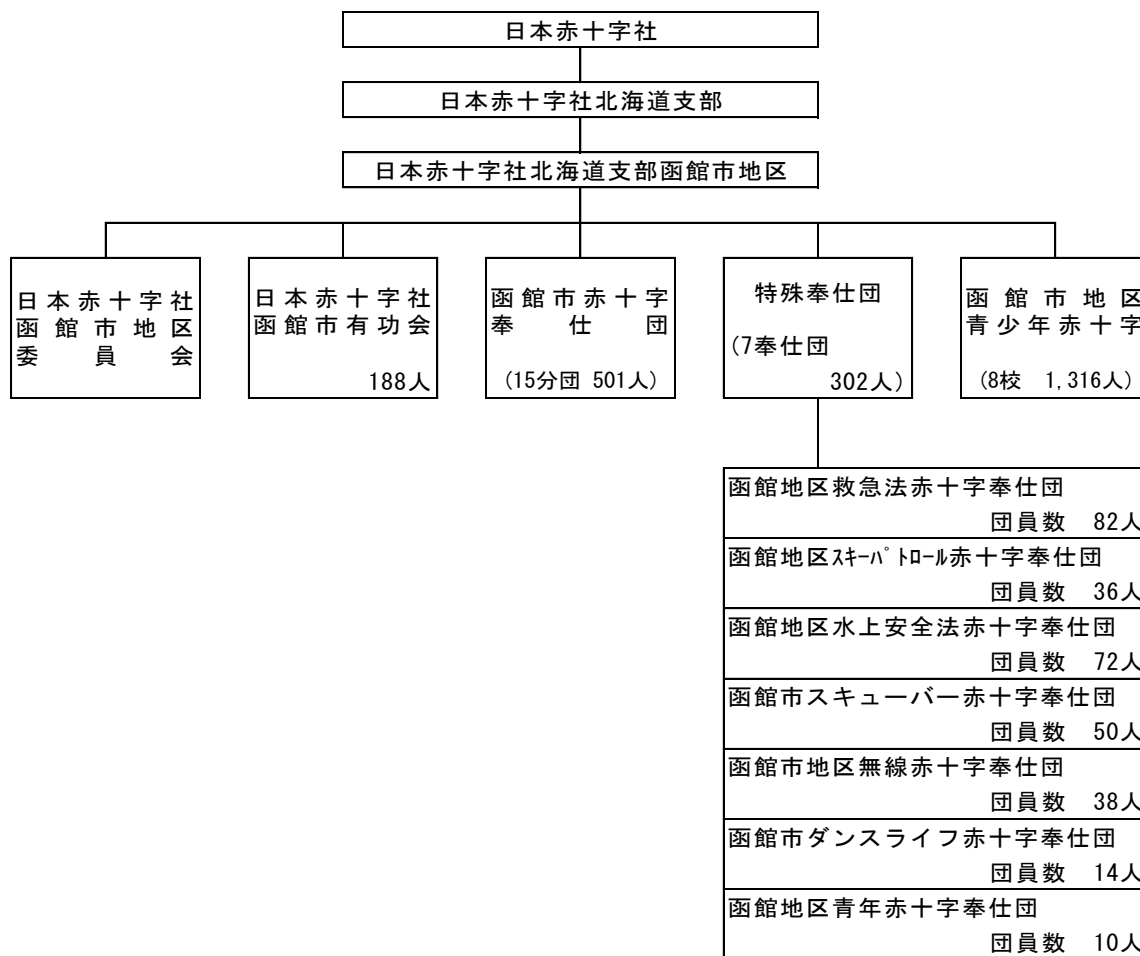 日本赤十字社
日本赤十字社北海道支部
日本赤十字社北海道支部函館市地区
日本赤十字社
函館市地区
委員会
日本赤十字社
函館市有功会
188人
函館市赤十字
奉仕団
(15分団 501人)
特殊奉仕団
(7奉仕団
302人)
函館市地区
青少年赤十字
(8校 1,316人)
函館地区救急法赤十字奉仕団
団員数 82人
函館地区ｽｷｰﾊﾟﾄﾛｰﾙ赤十字奉仕団
団員数 36人
函館地区水上安全法赤十字奉仕団
団員数 72人
函館市スキューバー赤十字奉仕団
団員数 50人
函館市地区無線赤十字奉仕団
団員数 38人
函館市ダンスライフ赤十字奉仕団
団員数 14人
函館地区青年赤十字奉仕団
団員数 10人